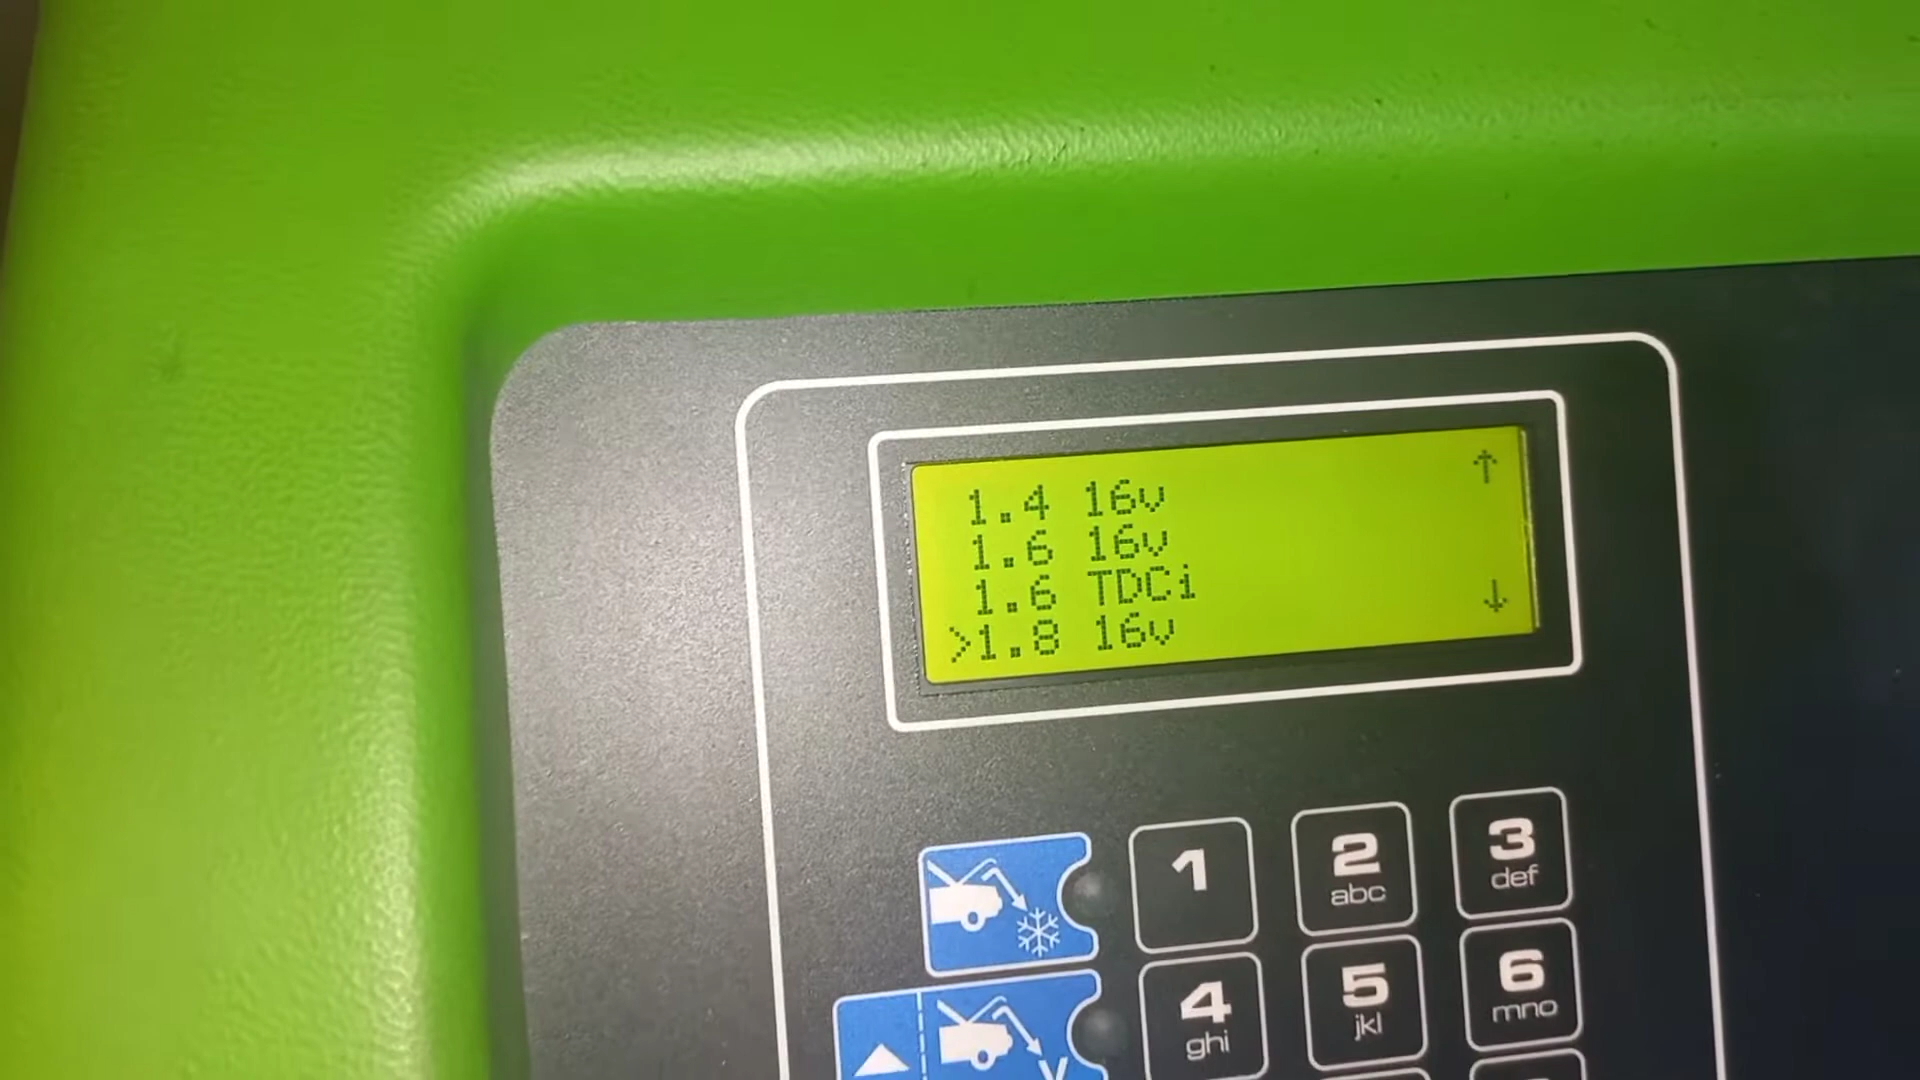 1.4 16v ↑
1.6 16v
1.6 TDCi
>1.8 16v ↓
1 2 3
abc def
4 5 6
ghi jkl mno